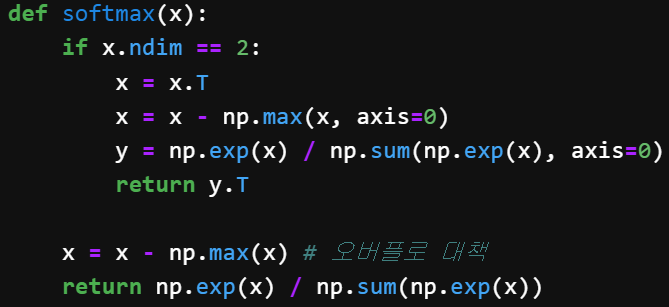 def softmax(x):
    if x.ndim == 2:
        x = x.T
        x = x - np.max(x, axis=0)
        y = np.exp(x) / np.sum(np.exp(x), axis=0)
        return y.T

    x = x - np.max(x) # 오버플로 대책
    return np.exp(x) / np.sum(np.exp(x))